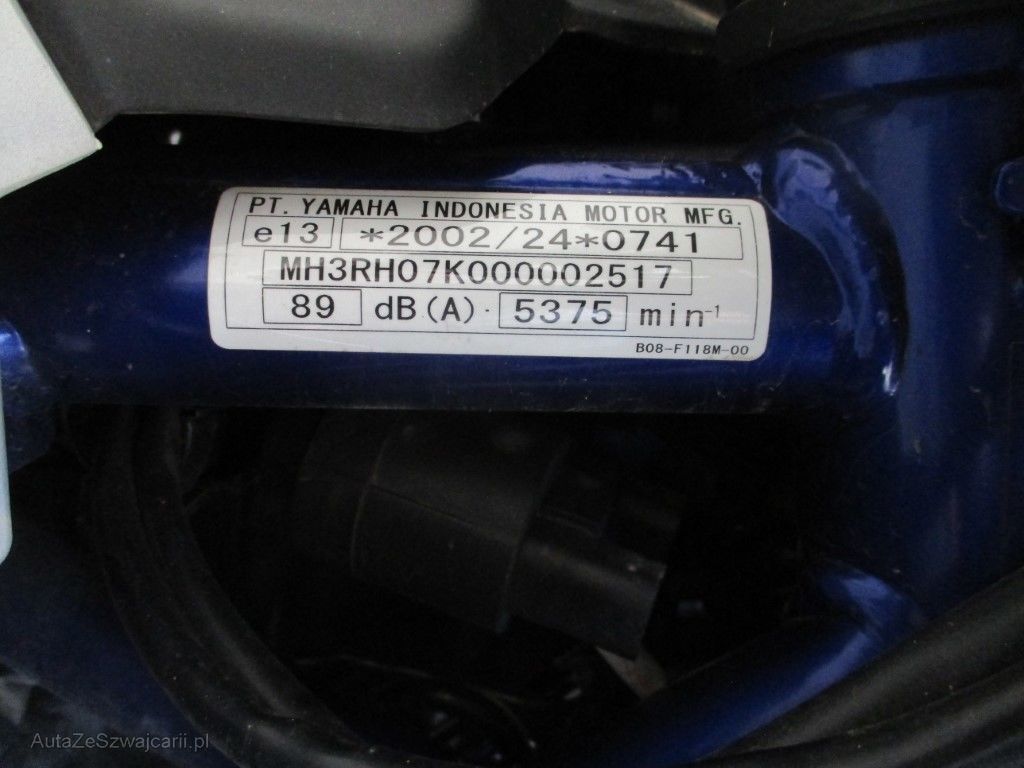 PT. YAMAHA INDONESIA MOTOR MFG.
e13 *2002/24*0741
MH3RH07K000002517
89 dB(A)· 5375 min-1
B08-F118M-00
AutaZeSzwajcarii.pl